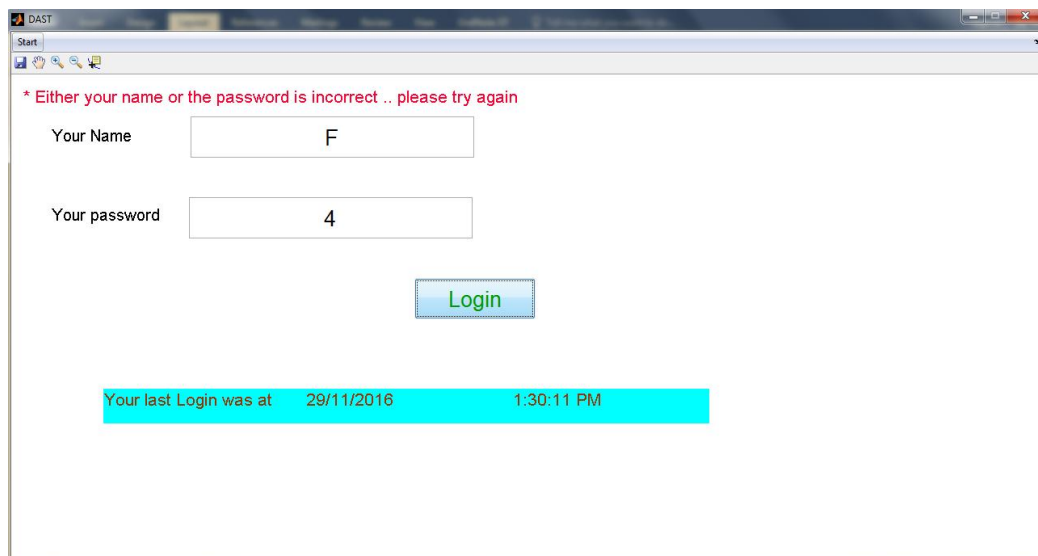 DAST
Start
* Either your name or the password is incorrect .. please try again
Your Name F
Your password 4
Login
Your last Login was at 29/11/2016 1:30:11 PM